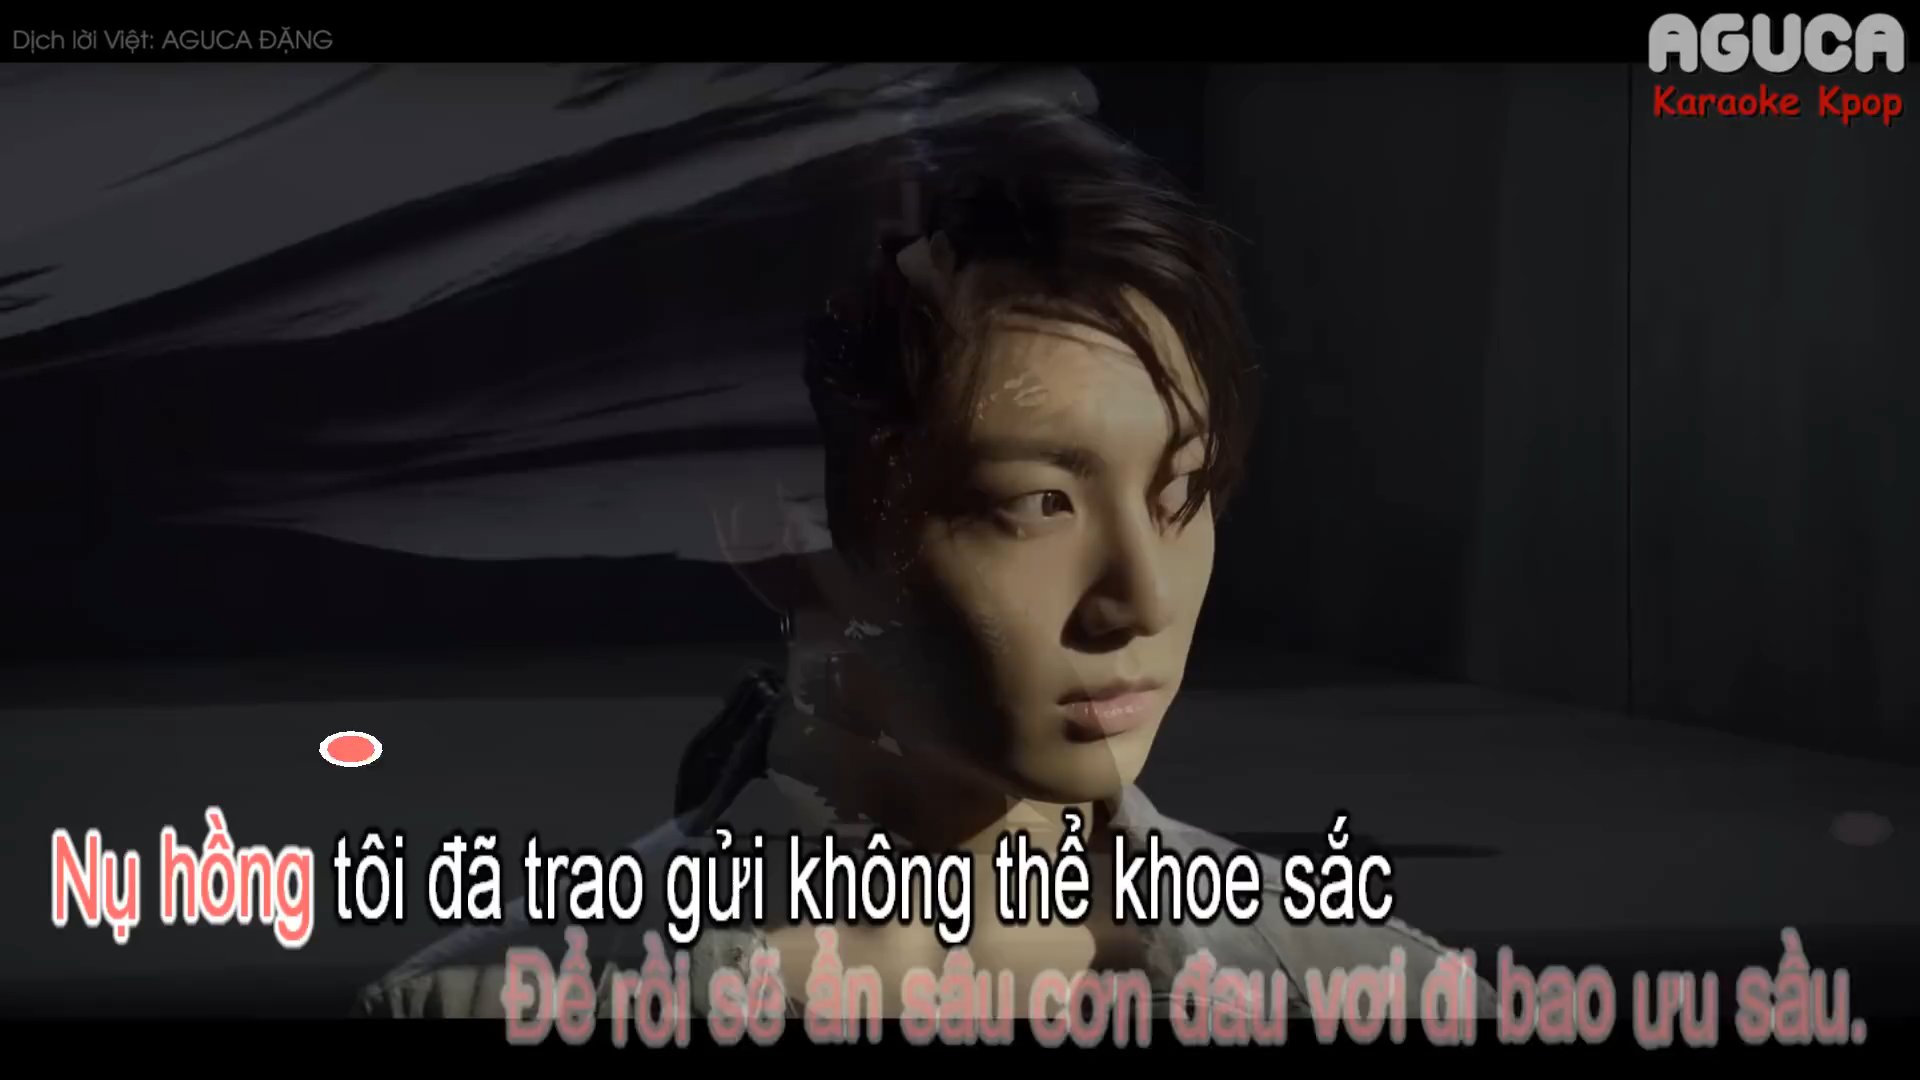 Dịch lời Việt: AGUCA ĐẶNG
AGUCA
Karaoke Kpop
Nụ hồng tôi đã trao gửi không thể khoe sắc
Để rồi sẽ ẩn sâu cơn đau vơi đi bao ưu sầu.